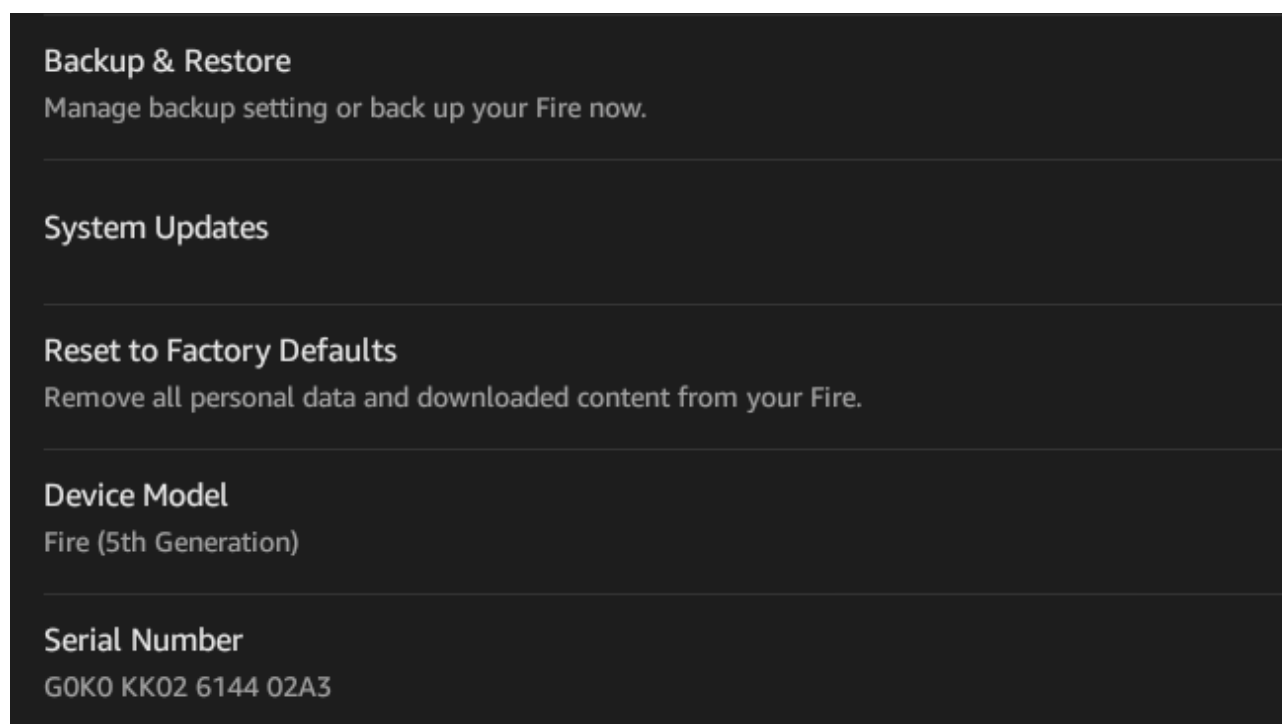 Backup & Restore
Manage backup setting or back up your Fire now.
System Updates
Reset to Factory Defaults
Remove all personal data and downloaded content from your Fire.
Device Model
Fire (5th Generation)
Serial Number
G0K0 KK02 6144 02A3